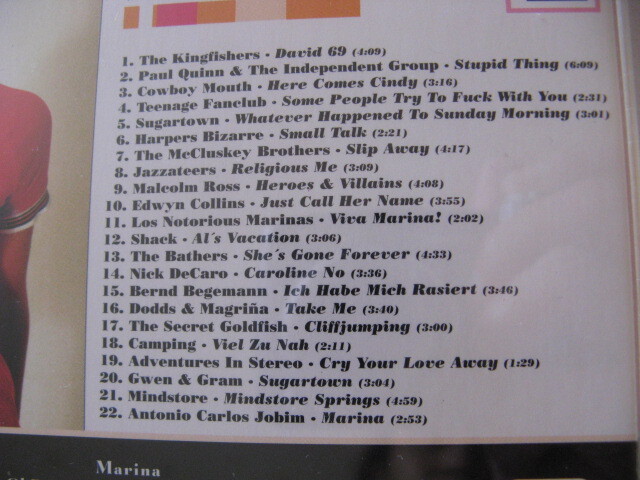 1. The Kingfishers • David 69 (4:09)
2. Paul Quinn & The Independent Group • Stupid Thing (6:09)
3. Cowboy Mouth • Here Comes Cindy (3:16)
4. Teenage Fanclub • Some People Try To Fuck With You (2:31)
5. Sugartown • Whatever Happened To Sunday Morning (3:01)
6. Harpers Bizarre • Small Talk (2:21)
7. The McCluskey Brothers • Slip Away (4:17)
8. Jazzateers • Religious Me (3:09)
9. Malcolm Ross • Heroes & Villains (4:08)
10. Edwyn Collins • Just Call Her Name (3:55)
11. Los Notorious Marinas • Viva Marina! (2:02)
12. Shack • Al´s Vacation (3:06)
13. The Bathers • She´s Gone Forever (4:33)
14. Nick DeCaro • Caroline No (3:36)
15. Bernd Begemann • Ich Habe Mich Rasiert (3:46)
16. Dodds & Magriña • Take Me (3:40)
17. The Secret Goldfish • Cliffjumping (3:00)
18. Camping • Viel Zu Nah (2:11)
19. Adventures In Stereo • Cry Your Love Away (1:29)
20. Gwen & Gram • Sugartown (3:04)
21. Mindstore • Mindstore Springs (4:59)
22. Antonio Carlos Jobim • Marina (2:53)
Marina